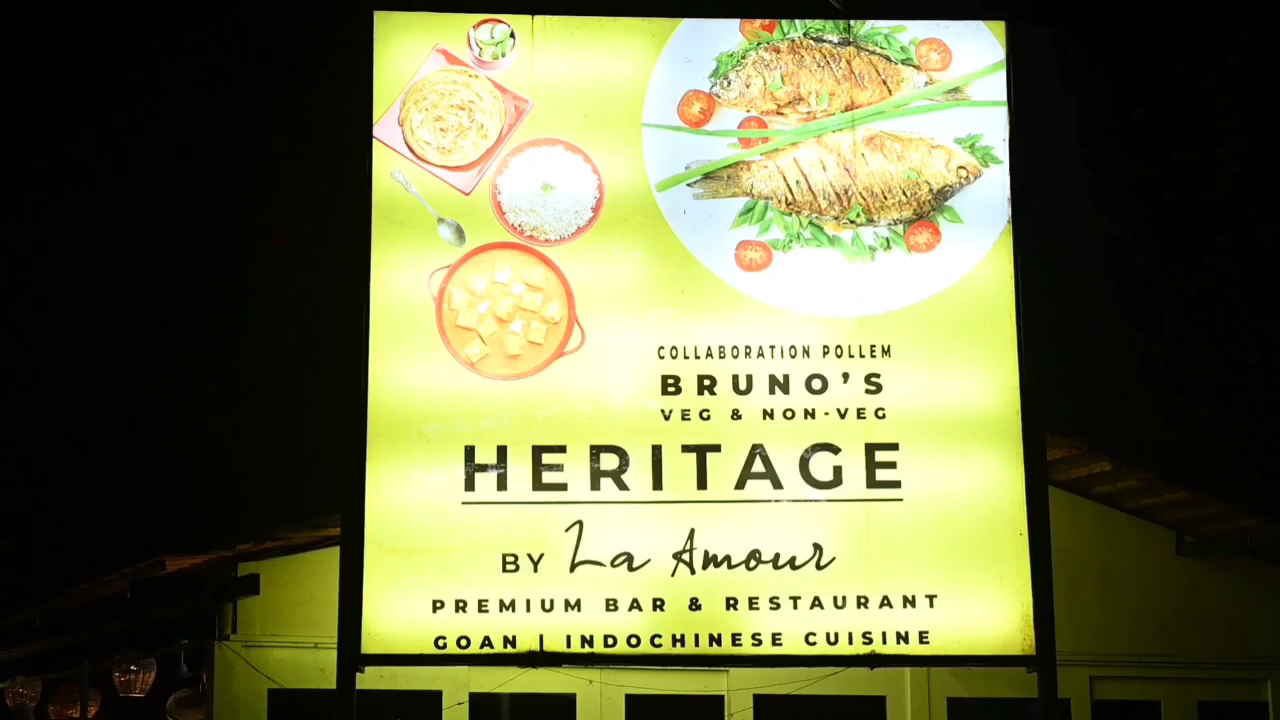 COLLABORATION POLLEM
BRUNO'S
VEG & NON-VEG
HERITAGE
BY La Amour
PREMIUM BAR & RESTAURANT
GOAN | INDOCHINESE CUISINE